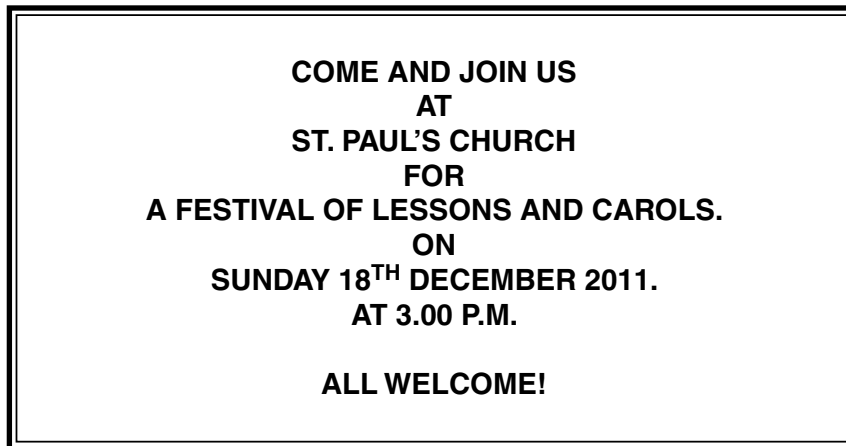 COME AND JOIN US
AT
ST. PAUL'S CHURCH
FOR
A FESTIVAL OF LESSONS AND CAROLS.
ON
SUNDAY 18TH DECEMBER 2011.
AT 3.00 P.M.
ALL WELCOME!